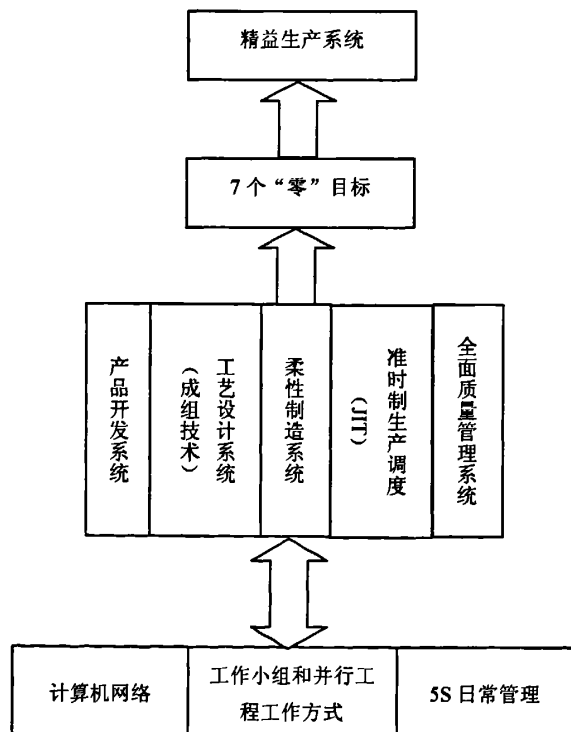 精益生产系统
7个“零”目标
产品开发系统
工艺设计系统
（成组技术）
柔性制造系统
准时制生产调度
（JIT）
全面质量管理系统
计算机网络
工作小组和并行工
程工作方式
5S 日常管理